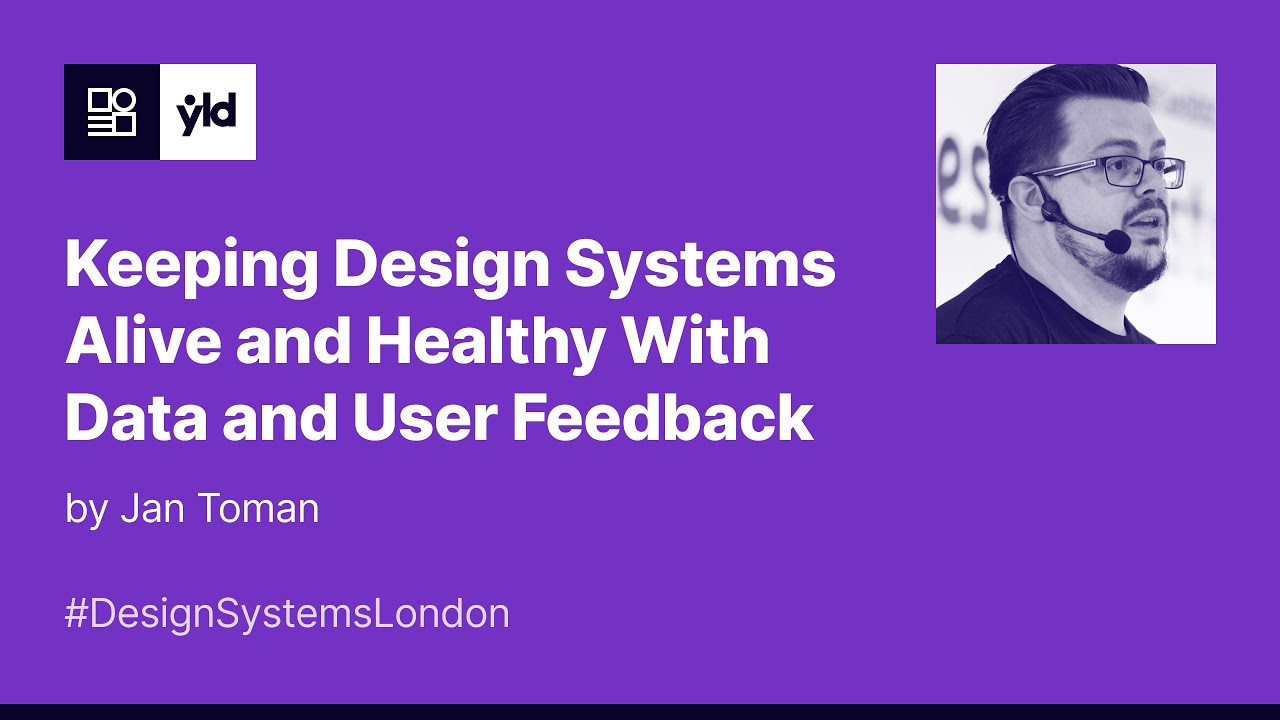 yld
Keeping Design Systems
Alive and Healthy With
Data and User Feedback
by Jan Toman
#DesignSystemsLondon